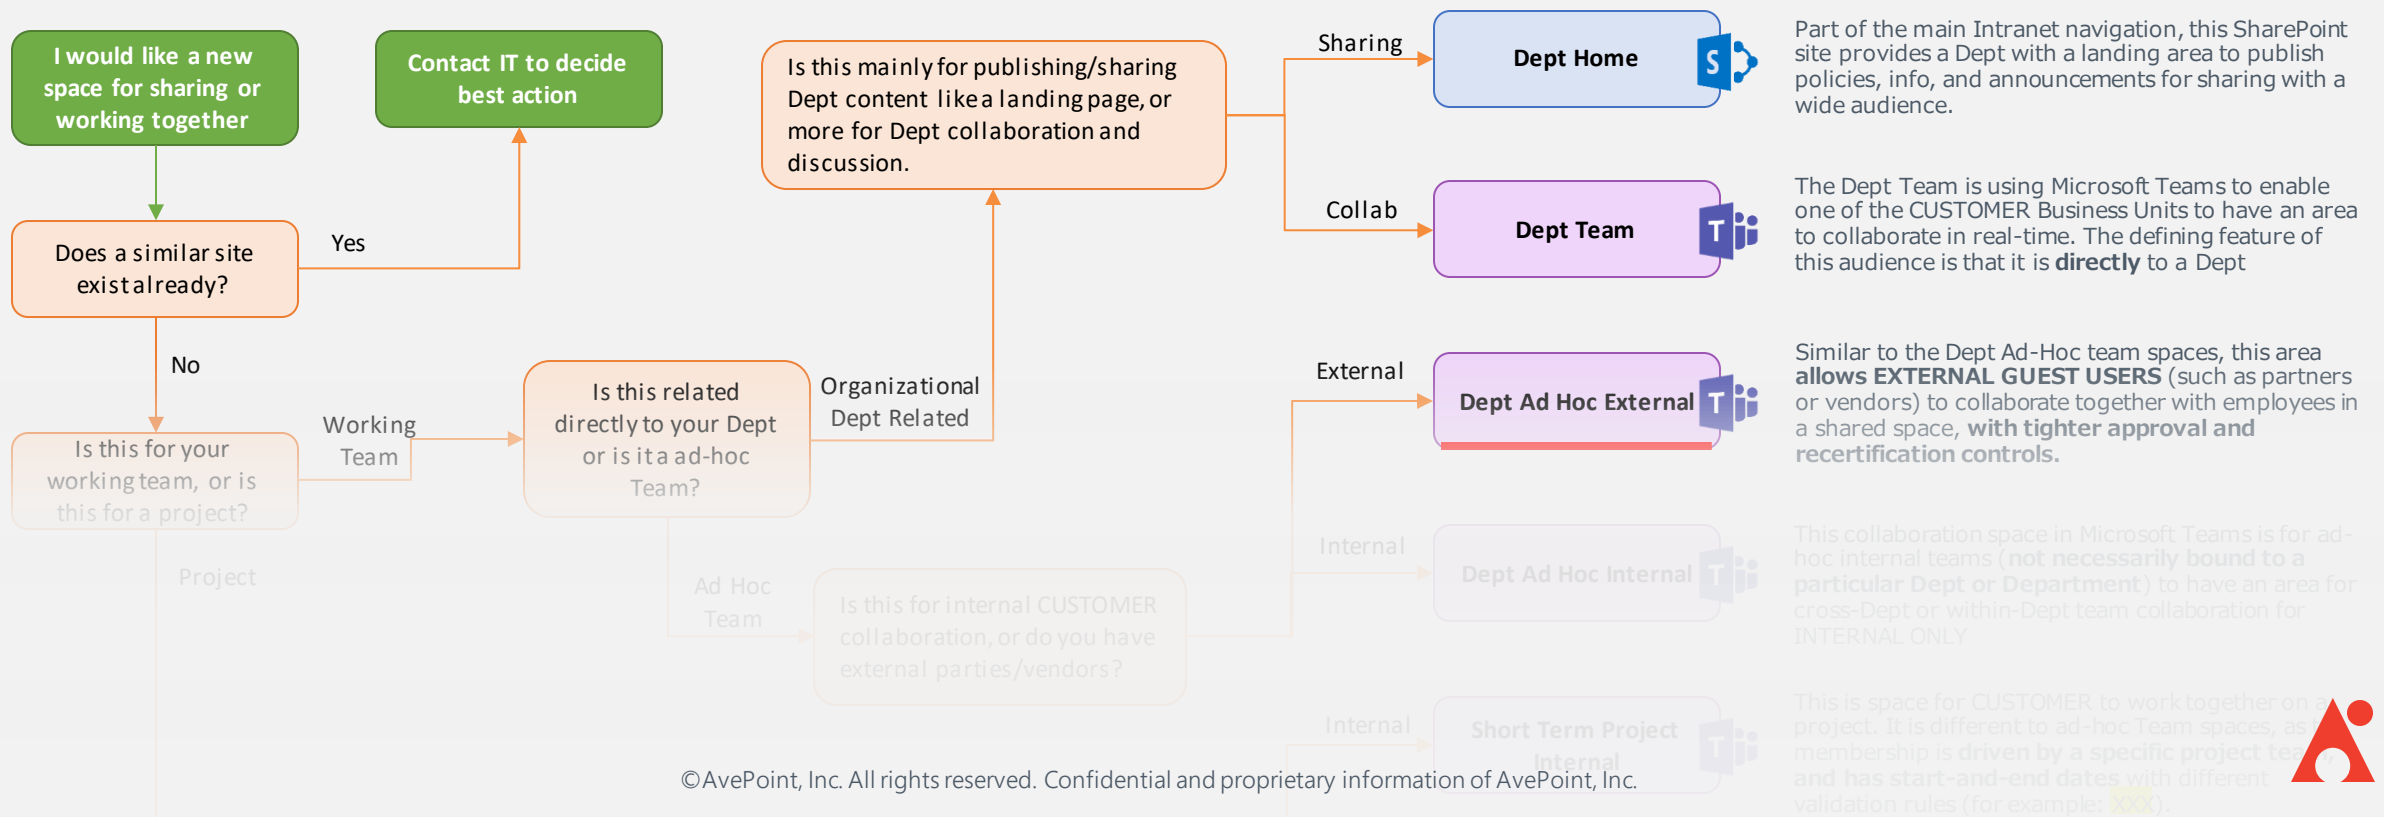 I would like a new
space for sharing or
working together
Contact IT to decide
best action
Is this mainly for publishing/sharing
Dept content like a landing page, or
more for Dept collaboration and
discussion.
Sharing
Dept Home
S
Part of the main Intranet navigation, this SharePoint
site provides a Dept with a landing area to publish
policies, info, and announcements for sharing with a
wide audience.
Does a similar site
exist already?
Yes
Collab
Dept Team
T
The Dept Team is using Microsoft Teams to enable
one of the CUSTOMER Business Units to have an area
to collaborate in real-time. The defining feature of
this audience is that it is directly to a Dept
No
Is this for your
working team, or is
this for a project?
Working
Team
Is this related
directly to your Dept
or is it a ad-hoc
Team?
Organizational
Dept Related
External
Dept Ad Hoc External
T
Similar to the Dept Ad-Hoc team spaces, this area
allows EXTERNAL GUEST USERS (such as partners
or vendors) to collaborate together with employees in
a shared space, with tighter approval and
recertification controls.
Project
Ad Hoc
Team
Is this for internal CUSTOMER
collaboration, or do you have
external parties/vendors?
Internal
Dept Ad Hoc Internal
T
This collaboration space in Microsoft Teams is for ad-
hoc internal teams (not necessarily bound to a
particular Dept or Department) to have an area for
cross-Dept or within-Dept team collaboration for
INTERNAL ONLY
Internal
Short Term Project
Internal
T
This is space for CUSTOMER to work together on a
project. It is different to ad-hoc Team spaces, as
membership is driven by a specific project team,
and has start-and-end dates with different
validation rules (for example: XXX).
©AvePoint, Inc. All rights reserved. Confidential and proprietary information of AvePoint, Inc.